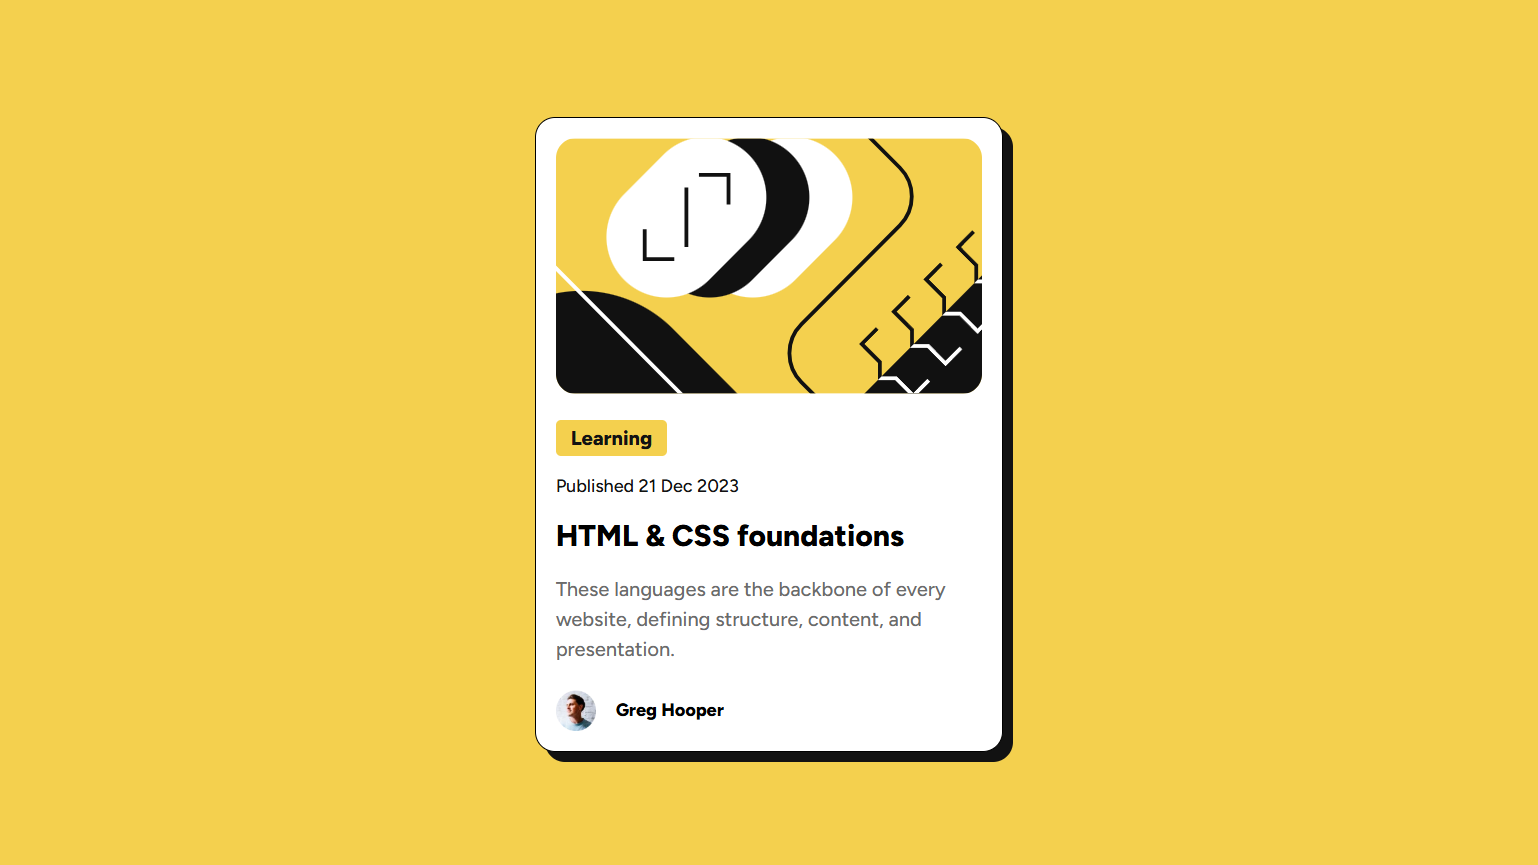 Learning
Published 21 Dec 2023
HTML & CSS foundations
These languages are the backbone of every
website, defining structure, content, and
presentation.
Greg Hooper